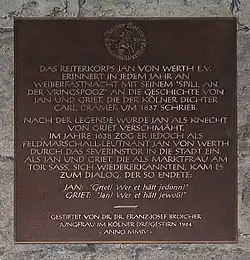 DAS REITERKORPS JAN VON WERTH E.V.
ERINNERT IN JEDEM JAHR AN
WEIBERFASTNACHT MIT SEINEM "SPILL AN
DER VRINGSPOOZ" AN DIE GESCHICHTE VON
JAN UND GRIET, DIE DER KÖLNER DICHTER
CARL CRAMER UM 1837 SCHRIEB.
NACH DER LEGENDE WURDE JAN ALS KNECHT
VON GRIET VERSCHMÄHT.
IM JAHRE 1638 ZOG ER JEDOCH ALS
FELDMARSCHALL-LEUTNANT JAN VON WERTH
DURCH DAS SEVERINSTOR IN DIE STADT EIN.
ALS JAN UND GRIET, DIE ALS MARKTFRAU AM
TOR SASS, SICH WIEDERERKANNTEN, KAM ES
ZUM DIALOG, DER SO ENDETE:
JAN: "Griet! Wer et hätt jedonn!"
GRIET: "Jan! Wer et hätt jewoß!"
GESTIFTET VON DR. DR. FRANZ-JOSEF BROICHER
JUNGFRAU IM KÖLNER DREIGESTIRN 1984
- ANNO MMIV -